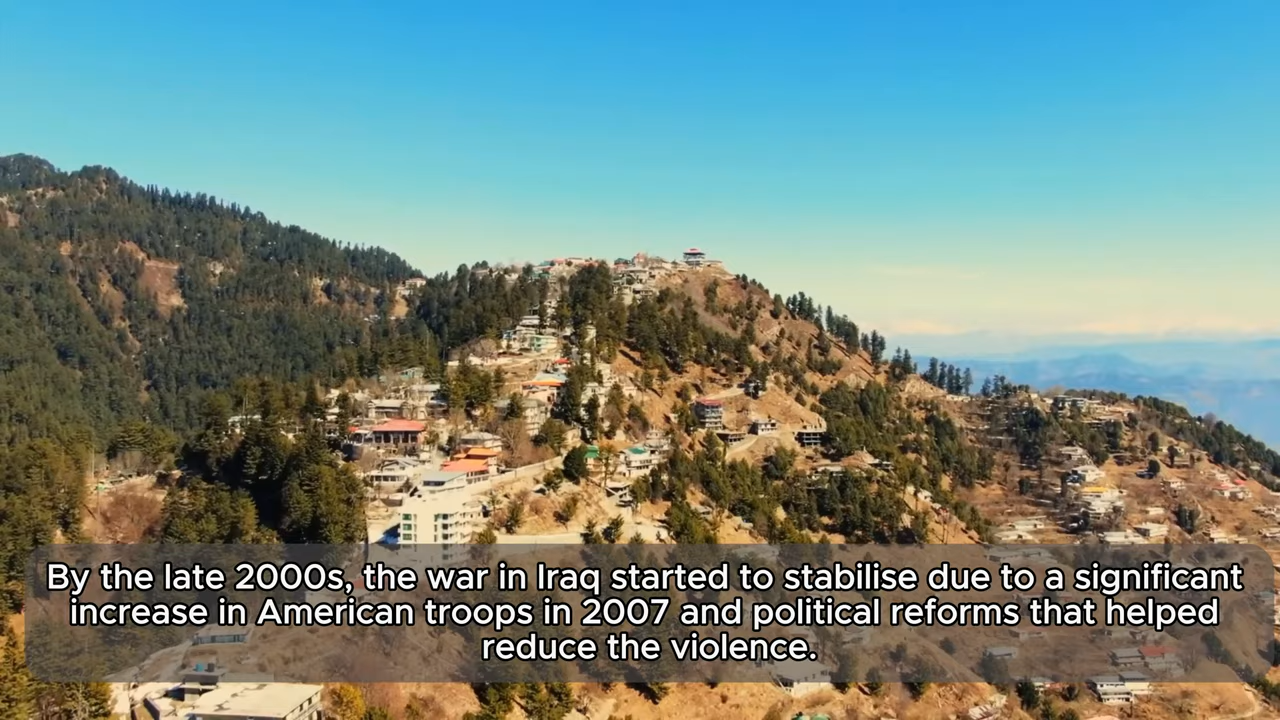 By the late 2000s, the war in Iraq started to stabilise due to a significant
increase in American troops in 2007 and political reforms that helped
reduce the violence.